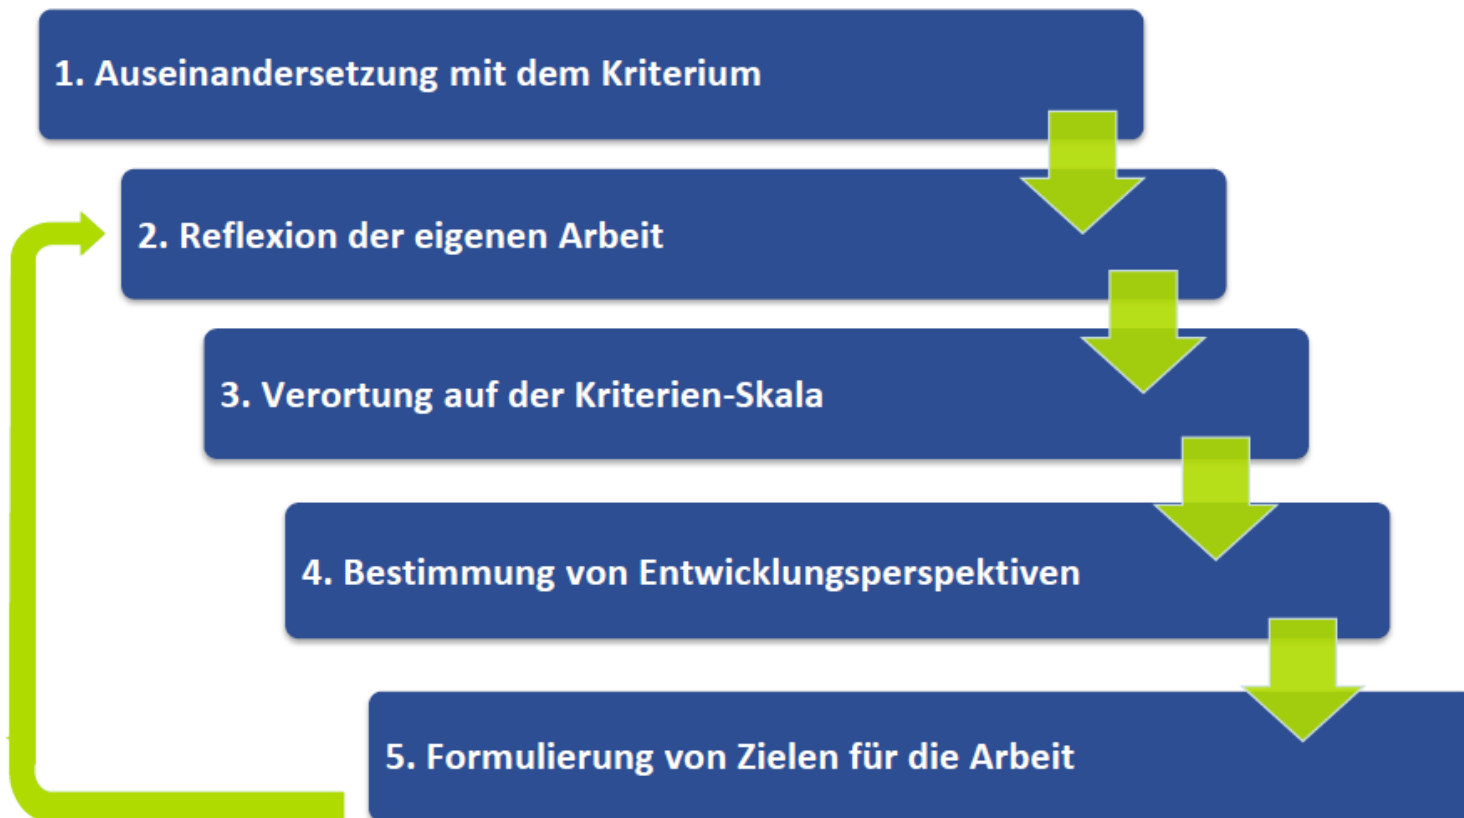 1. Auseinandersetzung mit dem Kriterium
2. Reflexion der eigenen Arbeit
3. Verortung auf der Kriterien-Skala
4. Bestimmung von Entwicklungsperspektiven
5. Formulierung von Zielen für die Arbeit